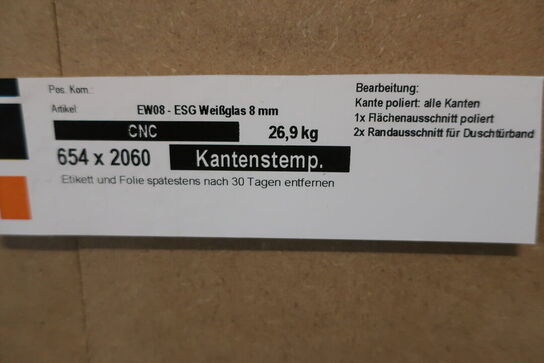 Pos. Kom.:
Artikel: EW08 - ESG Weißglas 8 mm
CNC 26,9 kg
654 x 2060 Kantenstemp.
Etikett und Folie spätestens nach 30 Tagen entfernen
Bearbeitung:
Kante poliert: alle Kanten
1x Flächenausschnitt poliert
2x Randausschnitt für Duschtürband